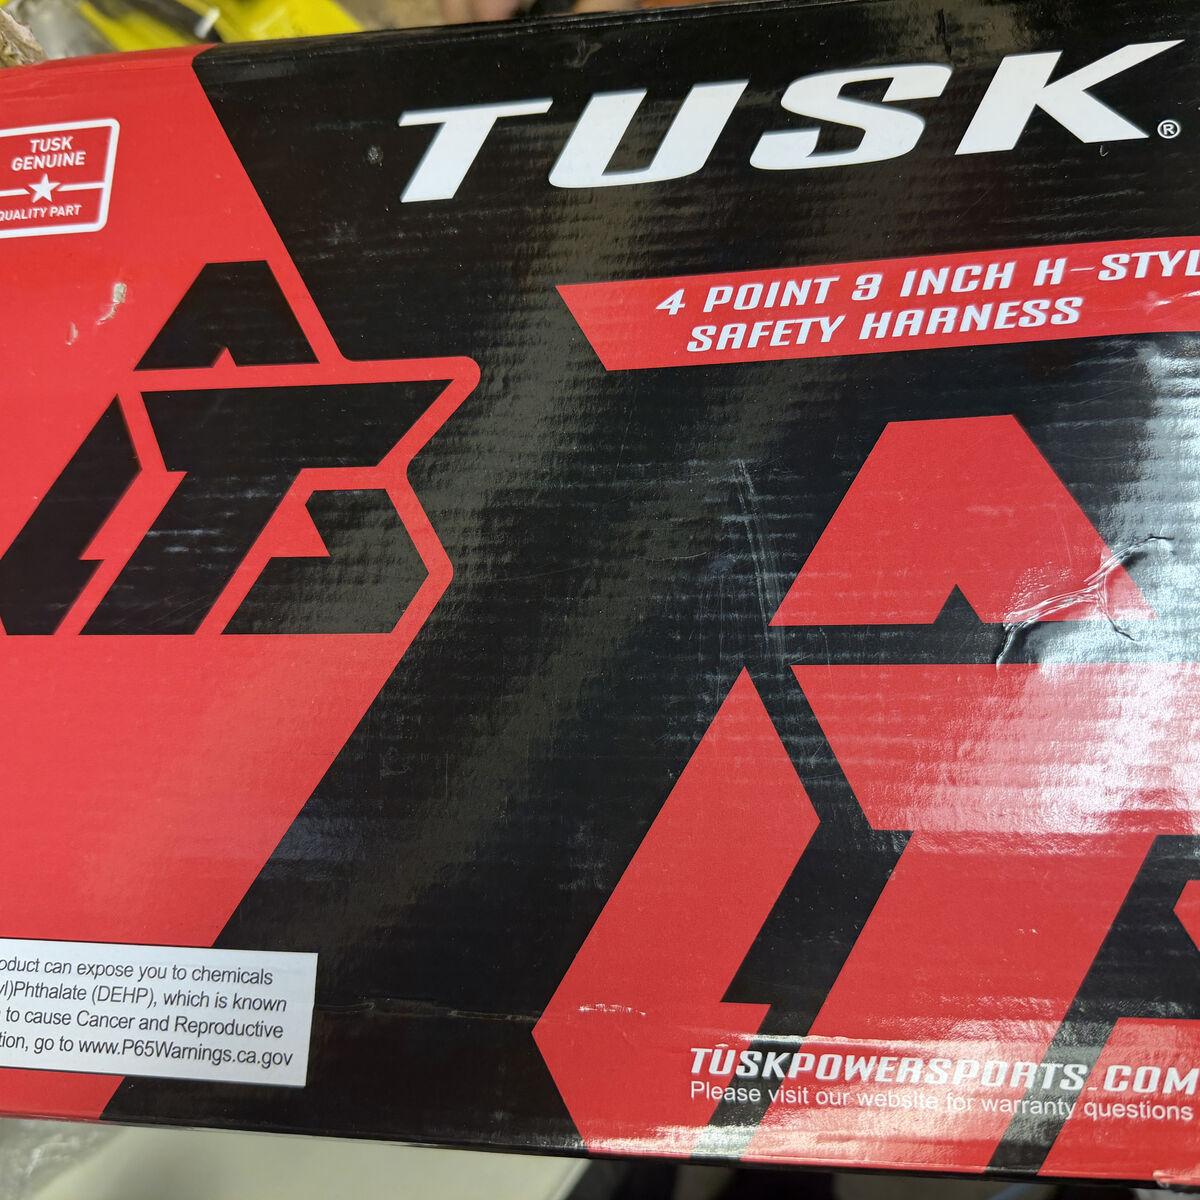 TUSK®
TUSK
GENUINE
QUALITY PART
4 POINT 3 INCH H-STYL
SAFETY HARNESS
oduct can expose you to chemicals
yl)Phthalate (DEHP), which is known
to cause Cancer and Reproductive
tion, go to www.P65Warnings.ca.gov
TUSKPOWERSPORTS.COM
Please visit our website for warranty questions